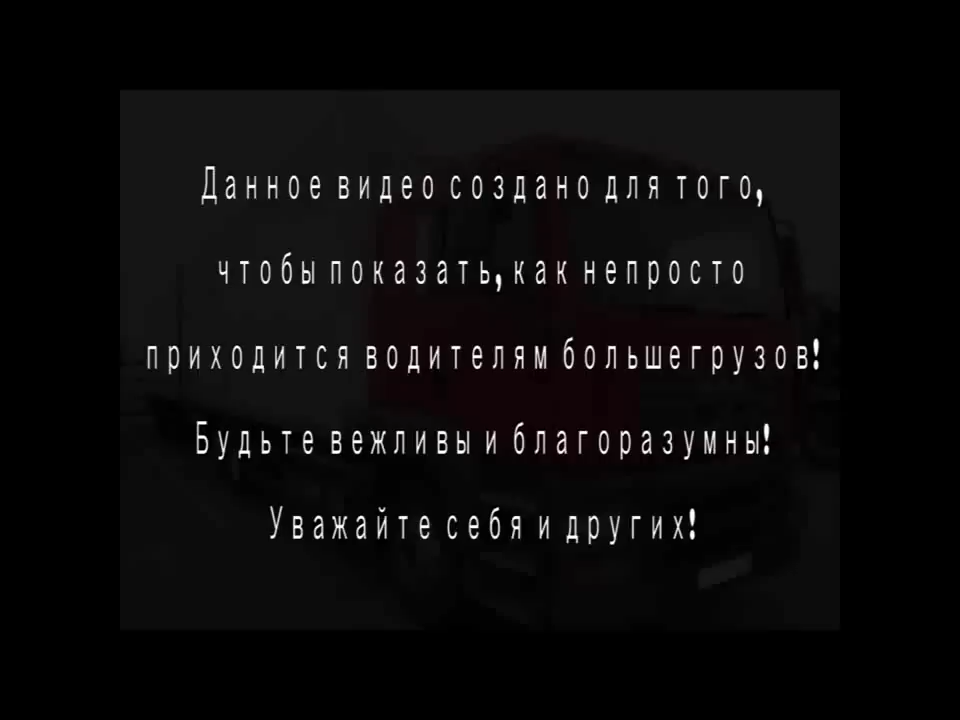 Данное видео создано для того,
чтобы показать, как непросто
приходится водителям большегрузов!
Будьте вежливы и благоразумны!
Уважайте себя и других!